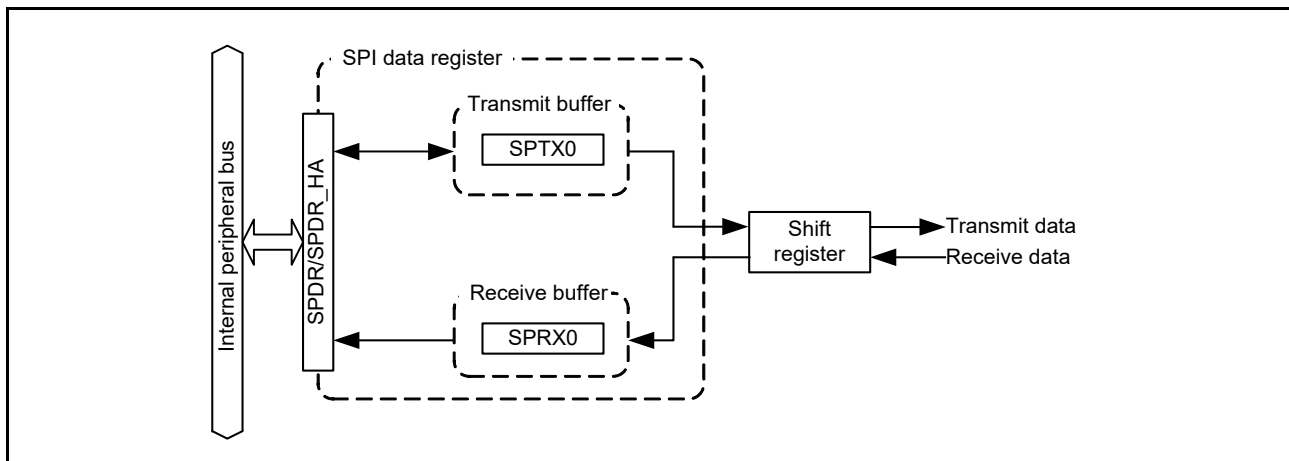 SPI data register
Transmit buffer
SPTX0
Internal peripheral bus
SPDR/SPDR_HA
Shift
register
Transmit data
Receive data
Receive buffer
SPRX0